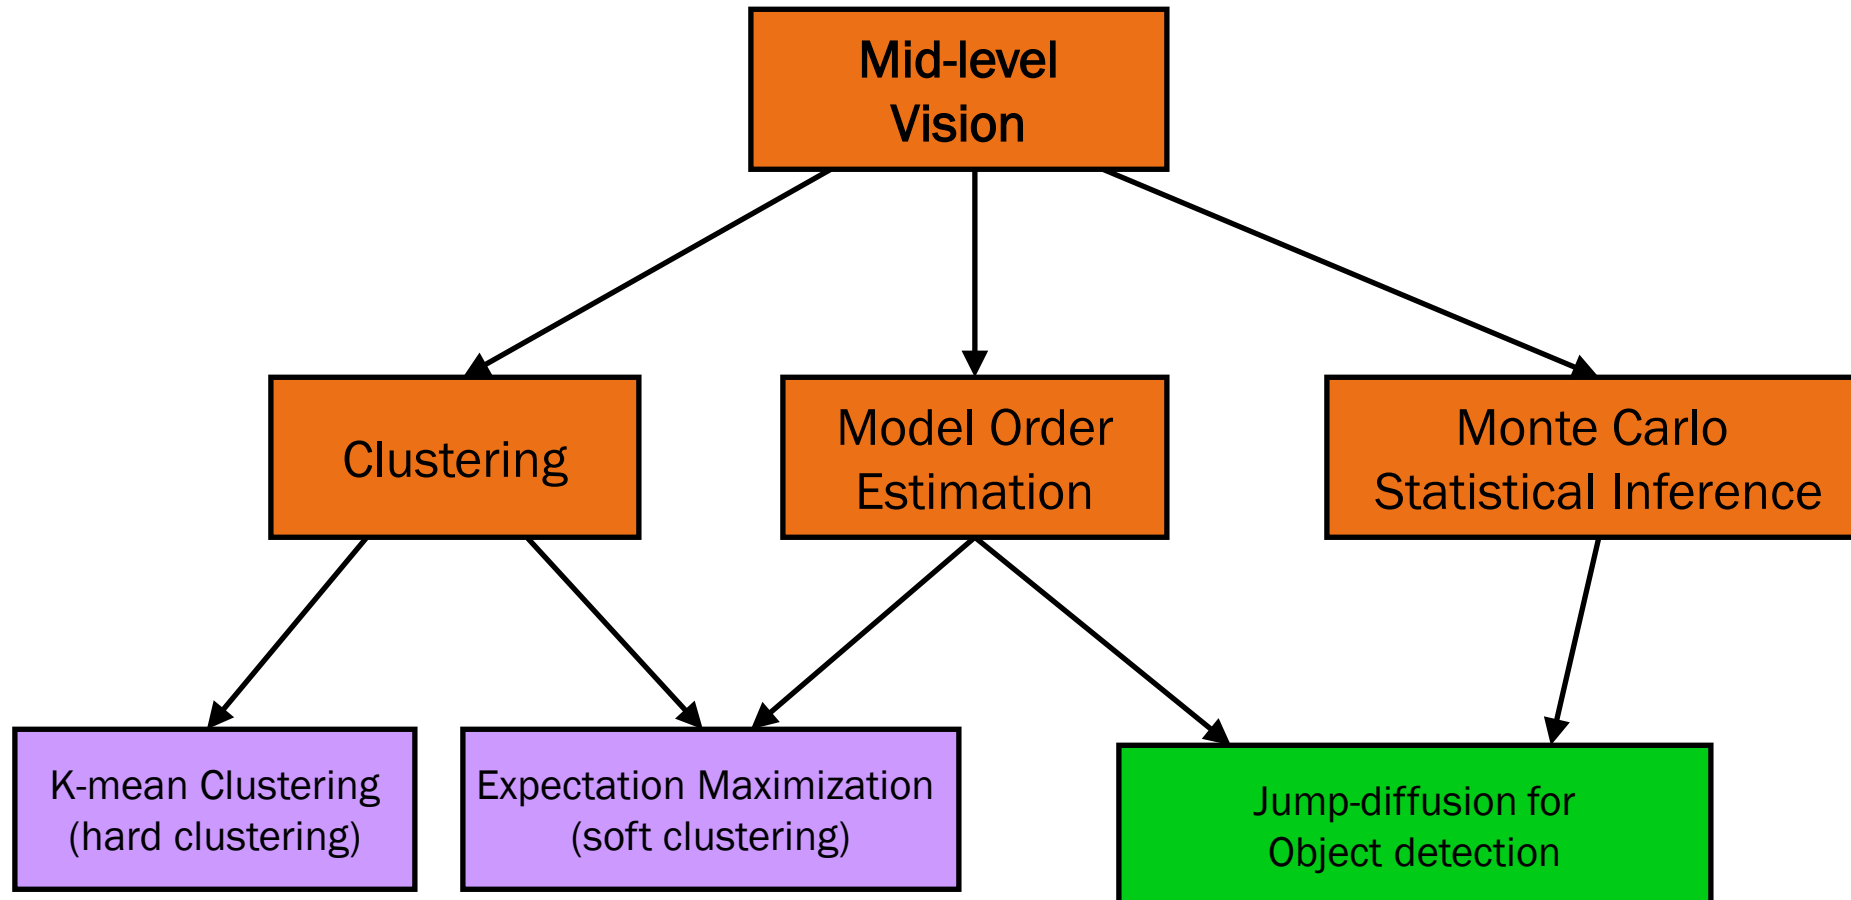 Mid-level
Vision
Clustering
Model Order
Estimation
Monte Carlo
Statistical Inference
K-mean Clustering
(hard clustering)
Expectation Maximization
(soft clustering)
Jump-diffusion for
Object detection